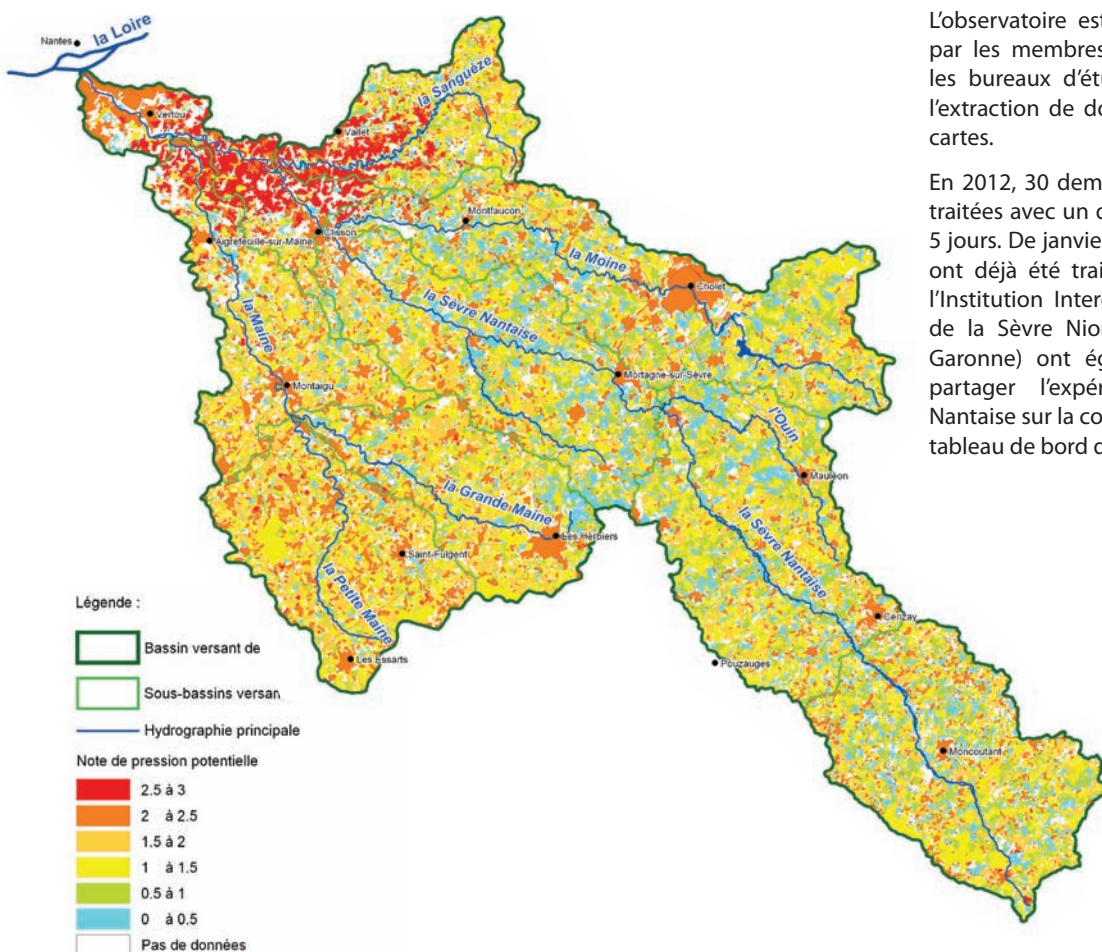 Nantes
la Loire
Vertou
Vallet
la Sanguèze
Aigrefeuille-sur-Maine
Clisson
Montfaucon
la Moine
Cholet
la Sèvre Nantaise
la Maine
Mortagne-sur-Sèvre
Montaigu
l'Ouin
Mauléon
la Grande Maine
Les Herbiers
la Sèvre Nantaise
Saint-Fulgent
la Petite Maine
Cerizay
Les Essarts
Pouzauges
Moncoutant
Légende :
Bassin versant de
Sous-bassins versan
Hydrographie principale
Note de pression potentielle
2.5 à 3
2 à 2.5
1.5 à 2
1 à 1.5
0.5 à 1
0 à 0.5
Pas de données
L'observatoire est
par les membres
les bureaux d'étu
l'extraction de do
cartes.
En 2012, 30 dem
traitées avec un d
5 jours. De janvie
ont déjà été trai
l'Institution Inter
de la Sèvre Nior
Garonne) ont ég
partager l'expér
Nantaise sur la co
tableau de bord d